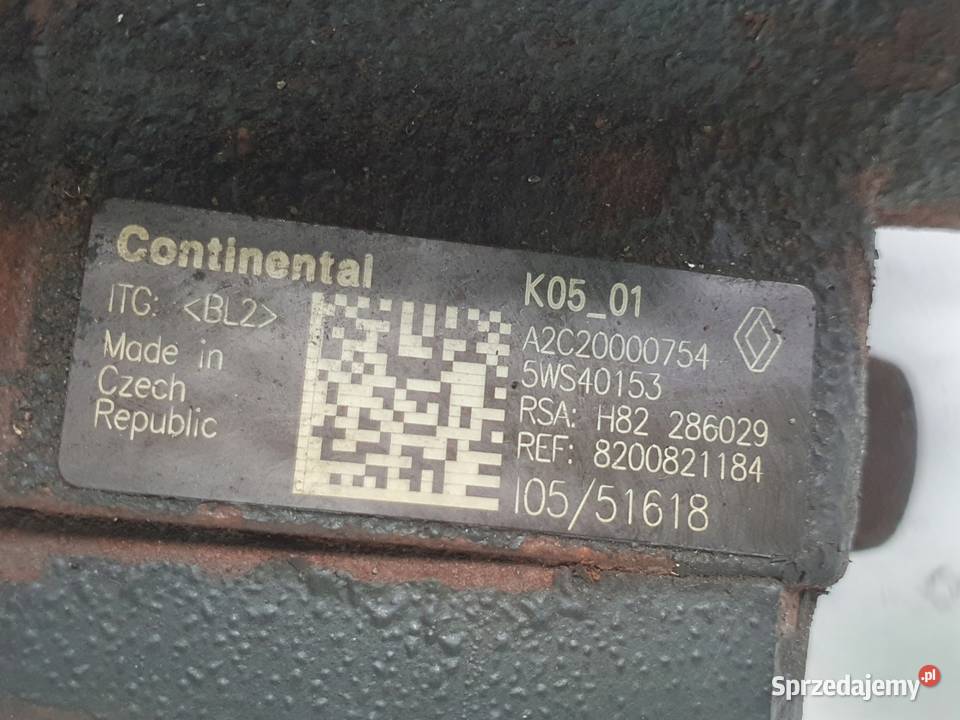 Continental
ITG: <BL2>
Made in
Czech
Republic
K05_01
A2C20000754
5WS40153
RSA: H82 286029
REF: 8200821184
I05/51618
Sprzedajemy.pl